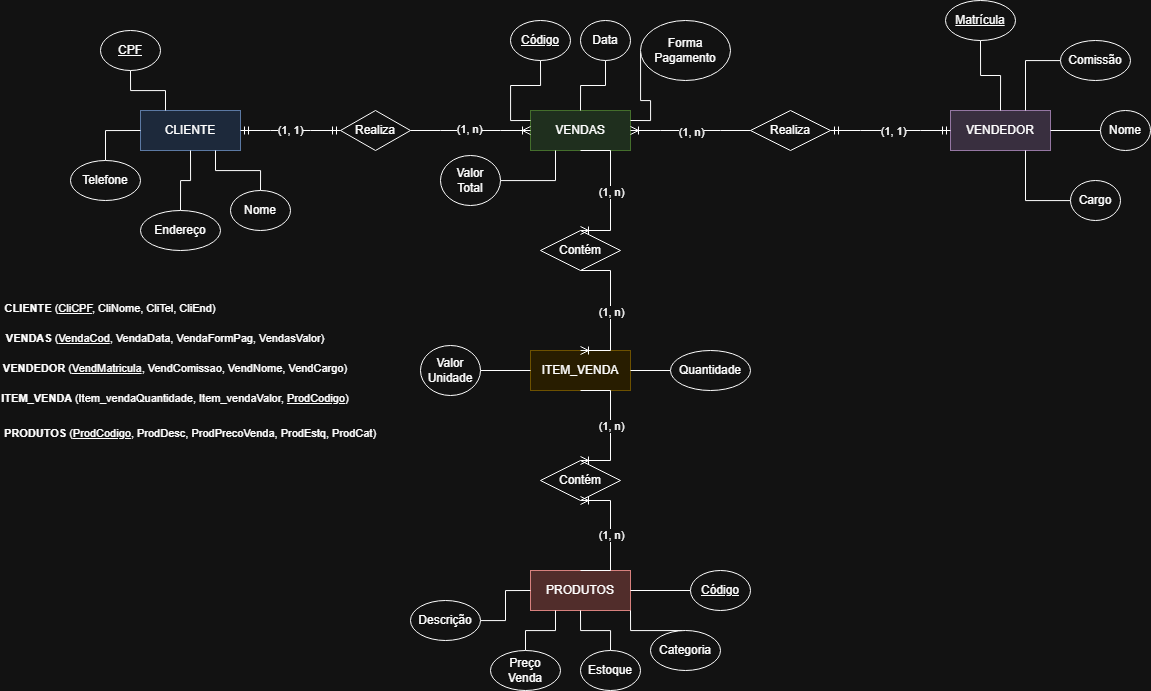 Matrícula
Código
Data
Forma
Pagamento
CPF
Comissão
CLIENTE
(1, 1)
Realiza
(1, n)
VENDAS
(1, n)
Realiza
(1, 1)
VENDEDOR
Nome
Telefone
Valor
Total
(1, n)
Cargo
Nome
Endereço
Contém
CLIENTE (CliCPF, CliNome, CliTel, CliEnd)
(1, n)
VENDAS (VendaCod, VendaData, VendaFormPag, VendasValor)
VENDEDOR (VendMatricula, VendComissao, VendNome, VendCargo)
Valor
Unidade
ITEM_VENDA
Quantidade
ITEM_VENDA (Item_vendaQuantidade, Item_vendaValor, ProdCodigo)
(1, n)
PRODUTOS (ProdCodigo, ProdDesc, ProdPrecoVenda, ProdEstq, ProdCat)
Contém
(1, n)
PRODUTOS
Código
Descrição
Categoria
Preço
Venda
Estoque